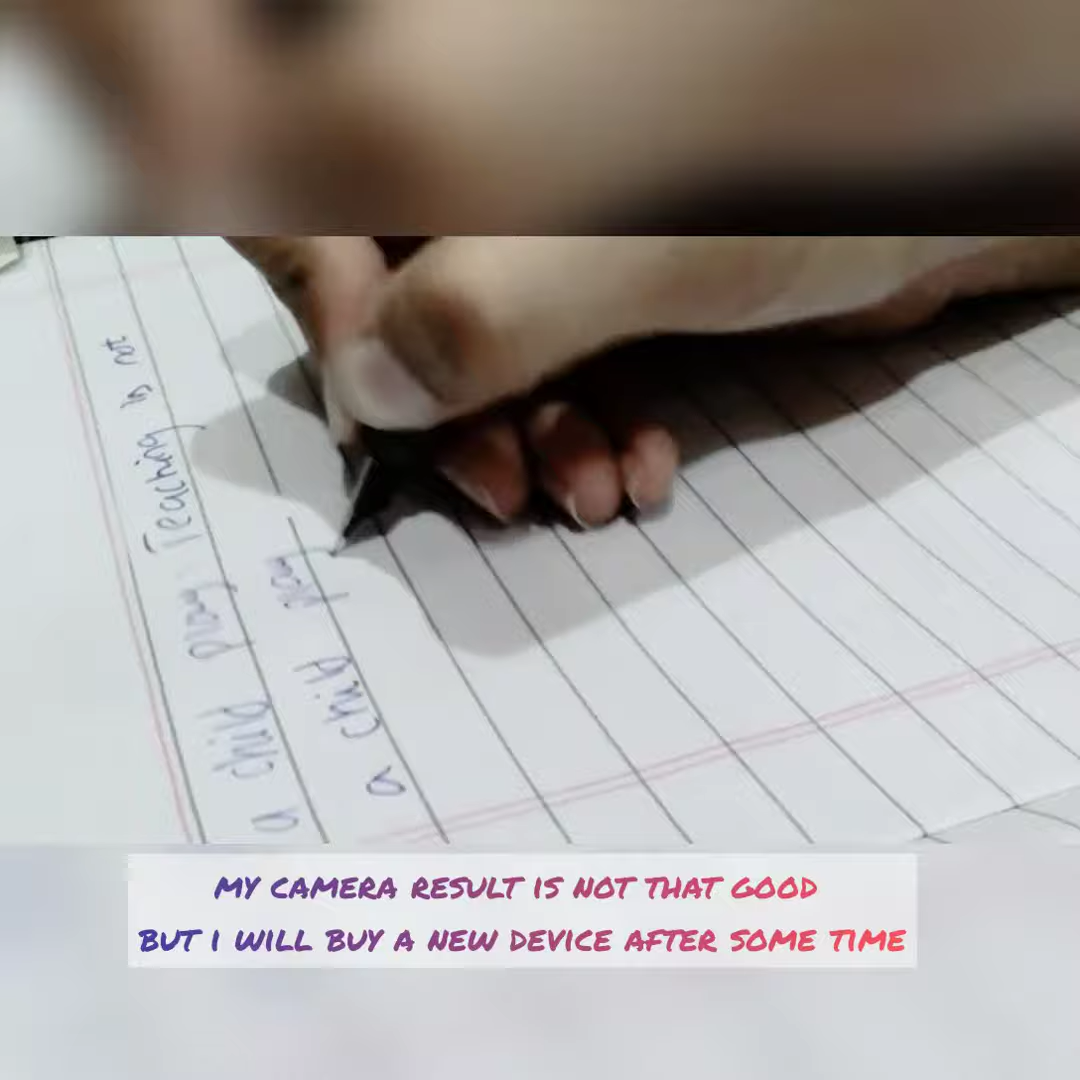 a child Play. Teaching is not
a child play
MY CAMERA RESULT IS NOT THAT GOOD
BUT I WILL BUY A NEW DEVICE AFTER SOME TIME